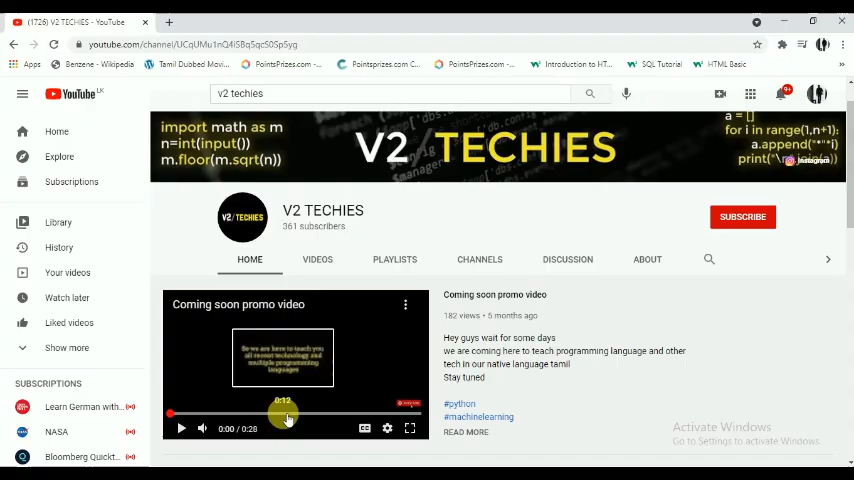 (1726) V2 TECHIES - YouTube
youtube.com/channel/UCqUMu1nQ4iSBq5qcS0SpSyg
Apps Benzene - Wikipedia Tamil Dubbed Movi... PointsPrizes.com -... Pointsprizes.com C... PointsPrizes.com -... Introduction to HT... SQL Tutorial HTML Basic »
YouTube LK
v2 techies
9+
import math as m
n=int(input())
m.floor(m.sqrt(n))
V2/TECHIES
a = []
for i in range(1,n+1):
a.append("*"*i)
Home
Explore
Subscriptions
Library
History
Your videos
Watch later
Liked videos
Show more
SUBSCRIPTIONS
Learn German with...
NASA
Bloomberg Quickt...
V2/TECHIES
V2 TECHIES
361 subscribers
SUBSCRIBE
HOME VIDEOS PLAYLISTS CHANNELS DISCUSSION ABOUT
Coming soon promo video
So we are here to teach you
all recent technology and
multiple programming
languages
0:12
0:00 / 0:28
Coming soon promo video
182 views • 5 months ago
Hey guys wait for some days
we are coming here to teach programming language and other
tech in our native language tamil
Stay tuned
#python
#machinelearning
READ MORE
Activate Windows
Go to Settings to activate Windows.